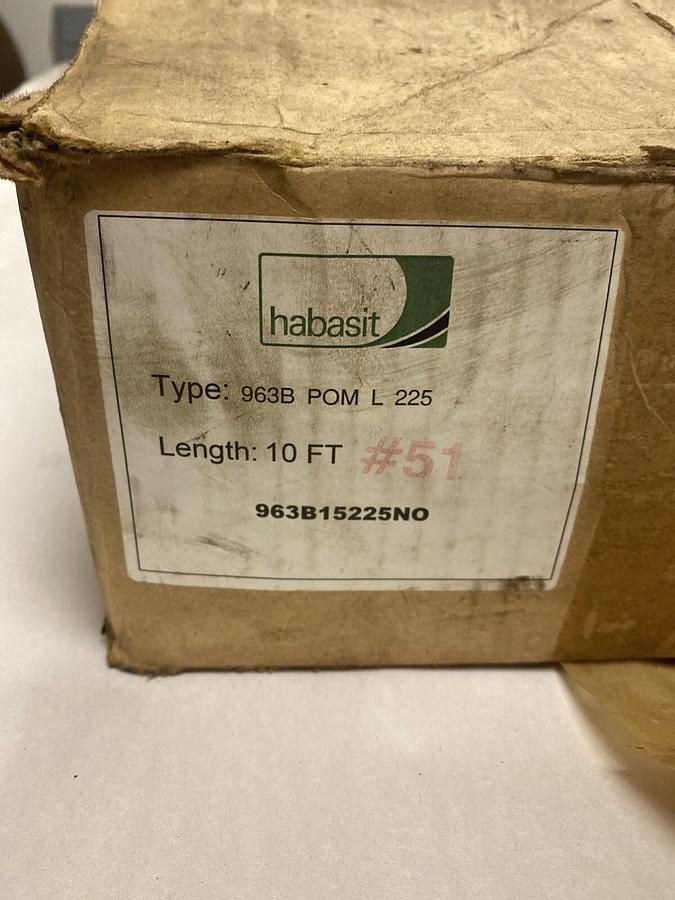 habasit
Type: 963B POM L 225
Length: 10 FT #51
963B15225NO